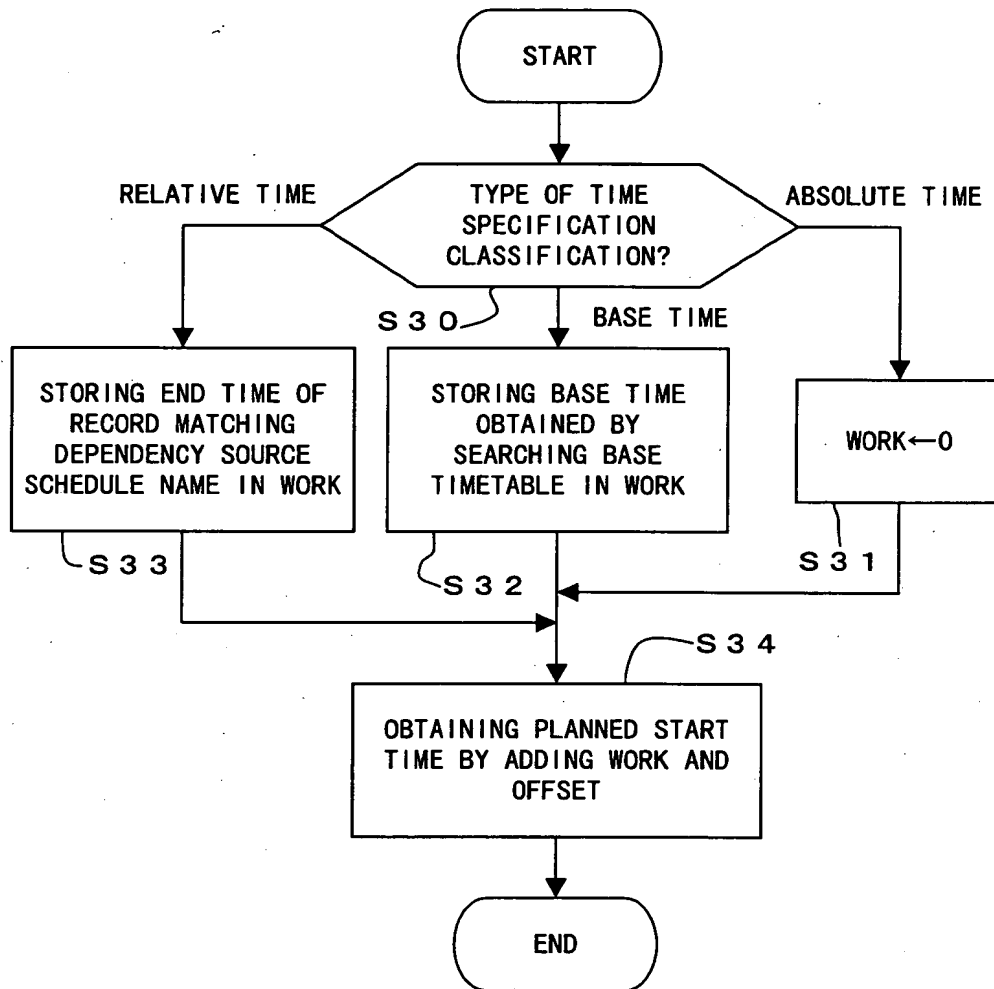 START
TYPE OF TIME
SPECIFICATION
CLASSIFICATION?
RELATIVE TIME
ABSOLUTE TIME
S30
BASE TIME
STORING END TIME OF
RECORD MATCHING
DEPENDENCY SOURCE
SCHEDULE NAME IN WORK
STORING BASE TIME
OBTAINED BY
SEARCHING BASE
TIMETABLE IN WORK
WORK←0
S33
S32
S31
S34
OBTAINING PLANNED START
TIME BY ADDING WORK AND
OFFSET
END